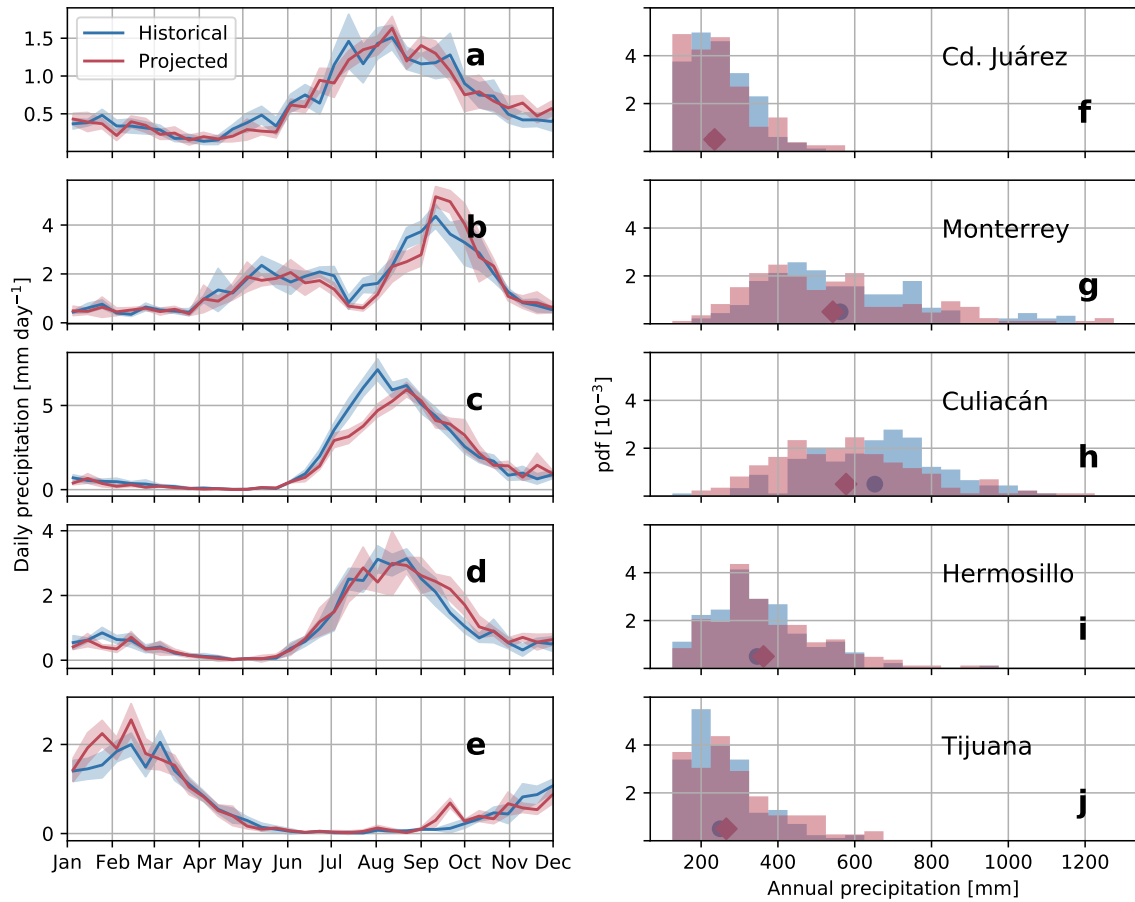 Historical
Projected
a
1.5
1.0
0.5
b
4
2
0
c
5
0
d
4
2
0
e
2
0
Jan Feb Mar Apr May Jun Jul Aug Sep Oct Nov Dec
Daily precipitation [mm day⁻¹]
Cd. Juárez
f
4
2
Monterrey
g
4
2
Culiacán
h
4
2
Hermosillo
i
4
2
Tijuana
j
4
2
200 400 600 800 1000 1200
Annual precipitation [mm]
pdf [10⁻³]